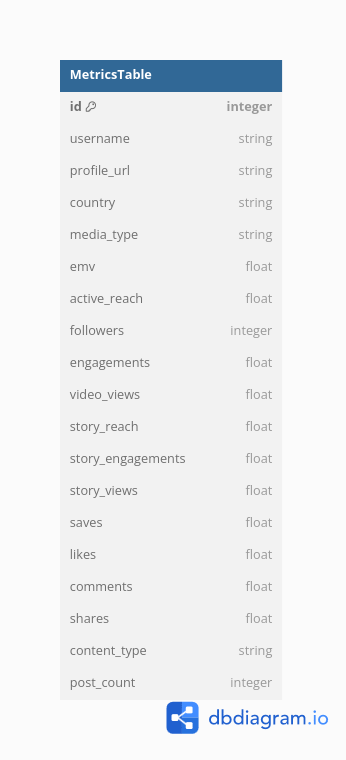 MetricsTable
id integer
username string
profile_url string
country string
media_type string
emv float
active_reach float
followers integer
engagements float
video_views float
story_reach float
story_engagements float
story_views float
saves float
likes float
comments float
shares float
content_type string
post_count integer
dbdiagram.io